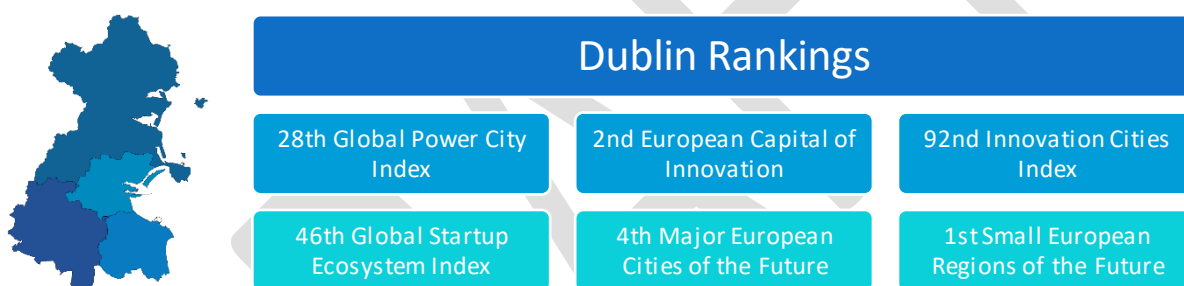 Dublin Rankings
28th Global Power City
Index
2nd European Capital of
Innovation
92nd Innovation Cities
Index
46th Global Startup
Ecosystem Index
4th Major European
Cities of the Future
1st Small European
Regions of the Future